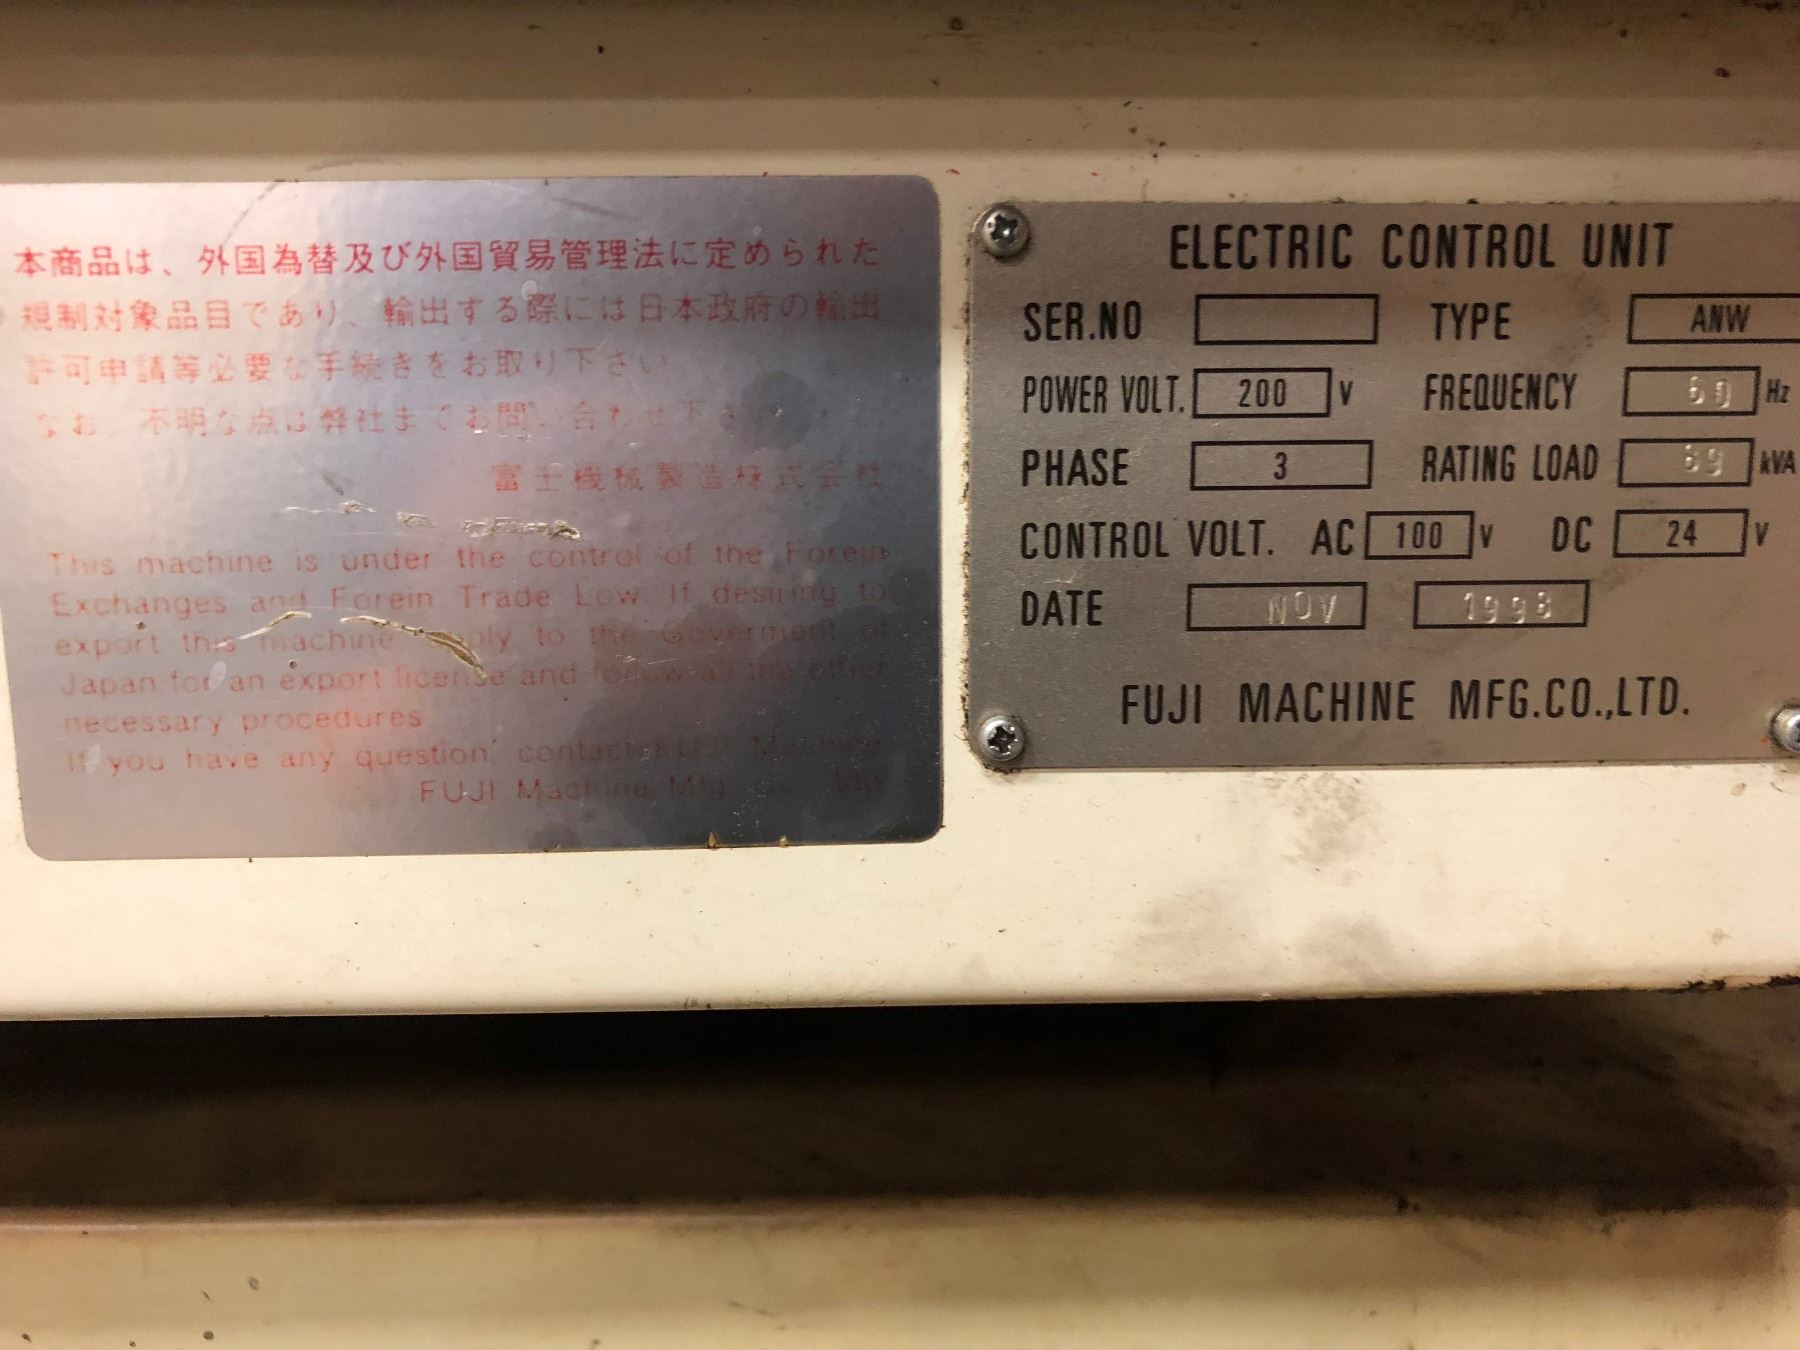 本商品は、外国為替及び外国貿易管理法に定められた
規制対象品目であり、輸出する際には日本政府の輸出
許可申請等必要な手続きをお取り下さい
なお、不明な点は弊社までお問い合わせ下さい
富士機械製造株式会社
This machine is under the control of the Forein
Exchanges and Forein Trade Low. If desiring to
export this machine to the Goverment of
Japan for an export license and follow all the other
necessary procedures
If you have any question, contact FUJI Machine
FUJI Machine Mfg Ltd
ELECTRIC CONTROL UNIT
SER.NO TYPE ANW
POWER VOLT. 200 V FREQUENCY 60 Hz
PHASE 3 RATING LOAD kVA
CONTROL VOLT. AC 100 V DC 24 V
DATE NOV 1998
FUJI MACHINE MFG.CO.,LTD.